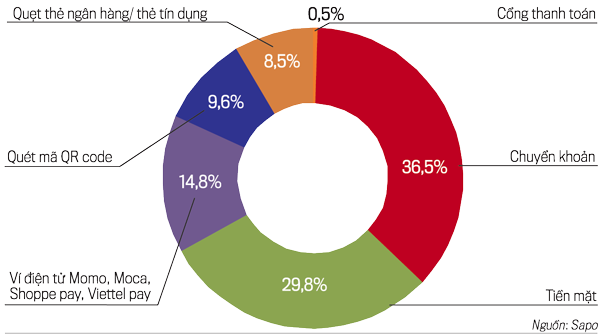 Quẹt thẻ ngân hàng/ thẻ tín dụng
0,5%
Cổng thanh toán
8,5%
9,6%
Quét mã QR code
36,5%
Chuyển khoản
14,8%
Ví điện tử Momo, Moca,
Shoppe pay, Viettel pay
29,8%
Tiền mặt
Nguồn: Sapo